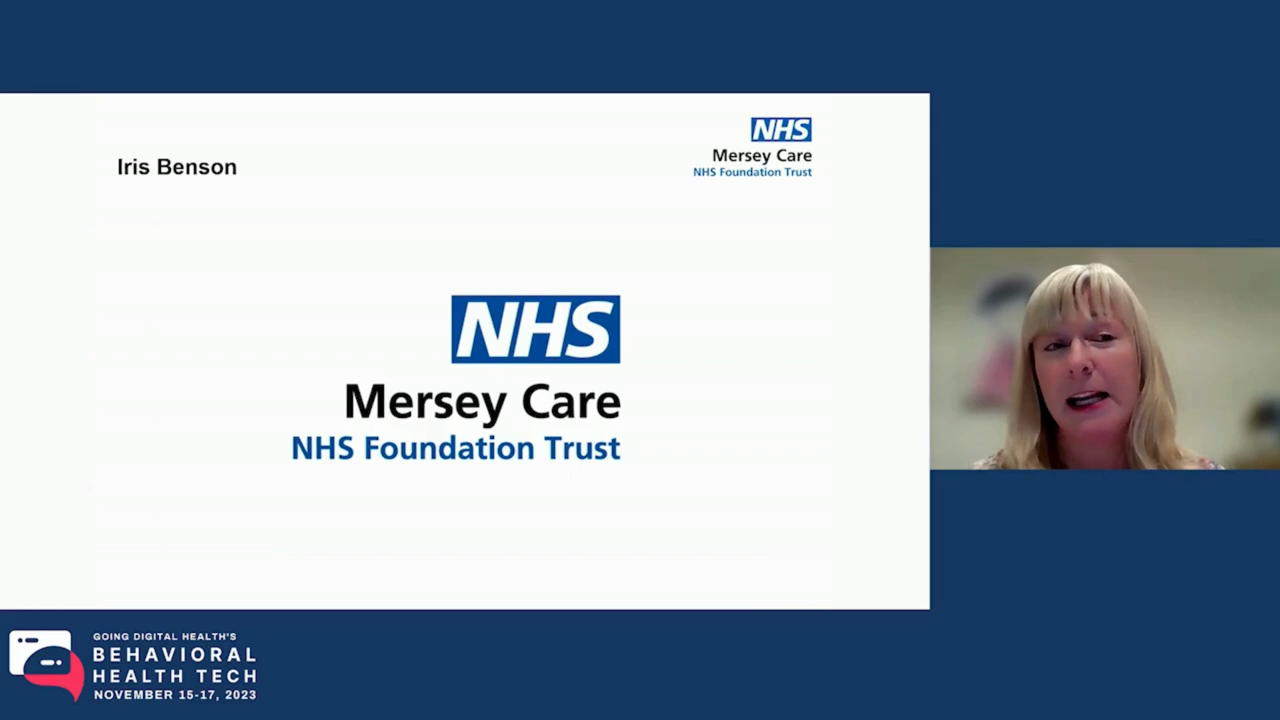 Iris Benson
NHS
Mersey Care
NHS Foundation Trust
NHS
Mersey Care
NHS Foundation Trust
GOING DIGITAL HEALTH'S
BEHAVIORAL
HEALTH TECH
NOVEMBER 15-17, 2023